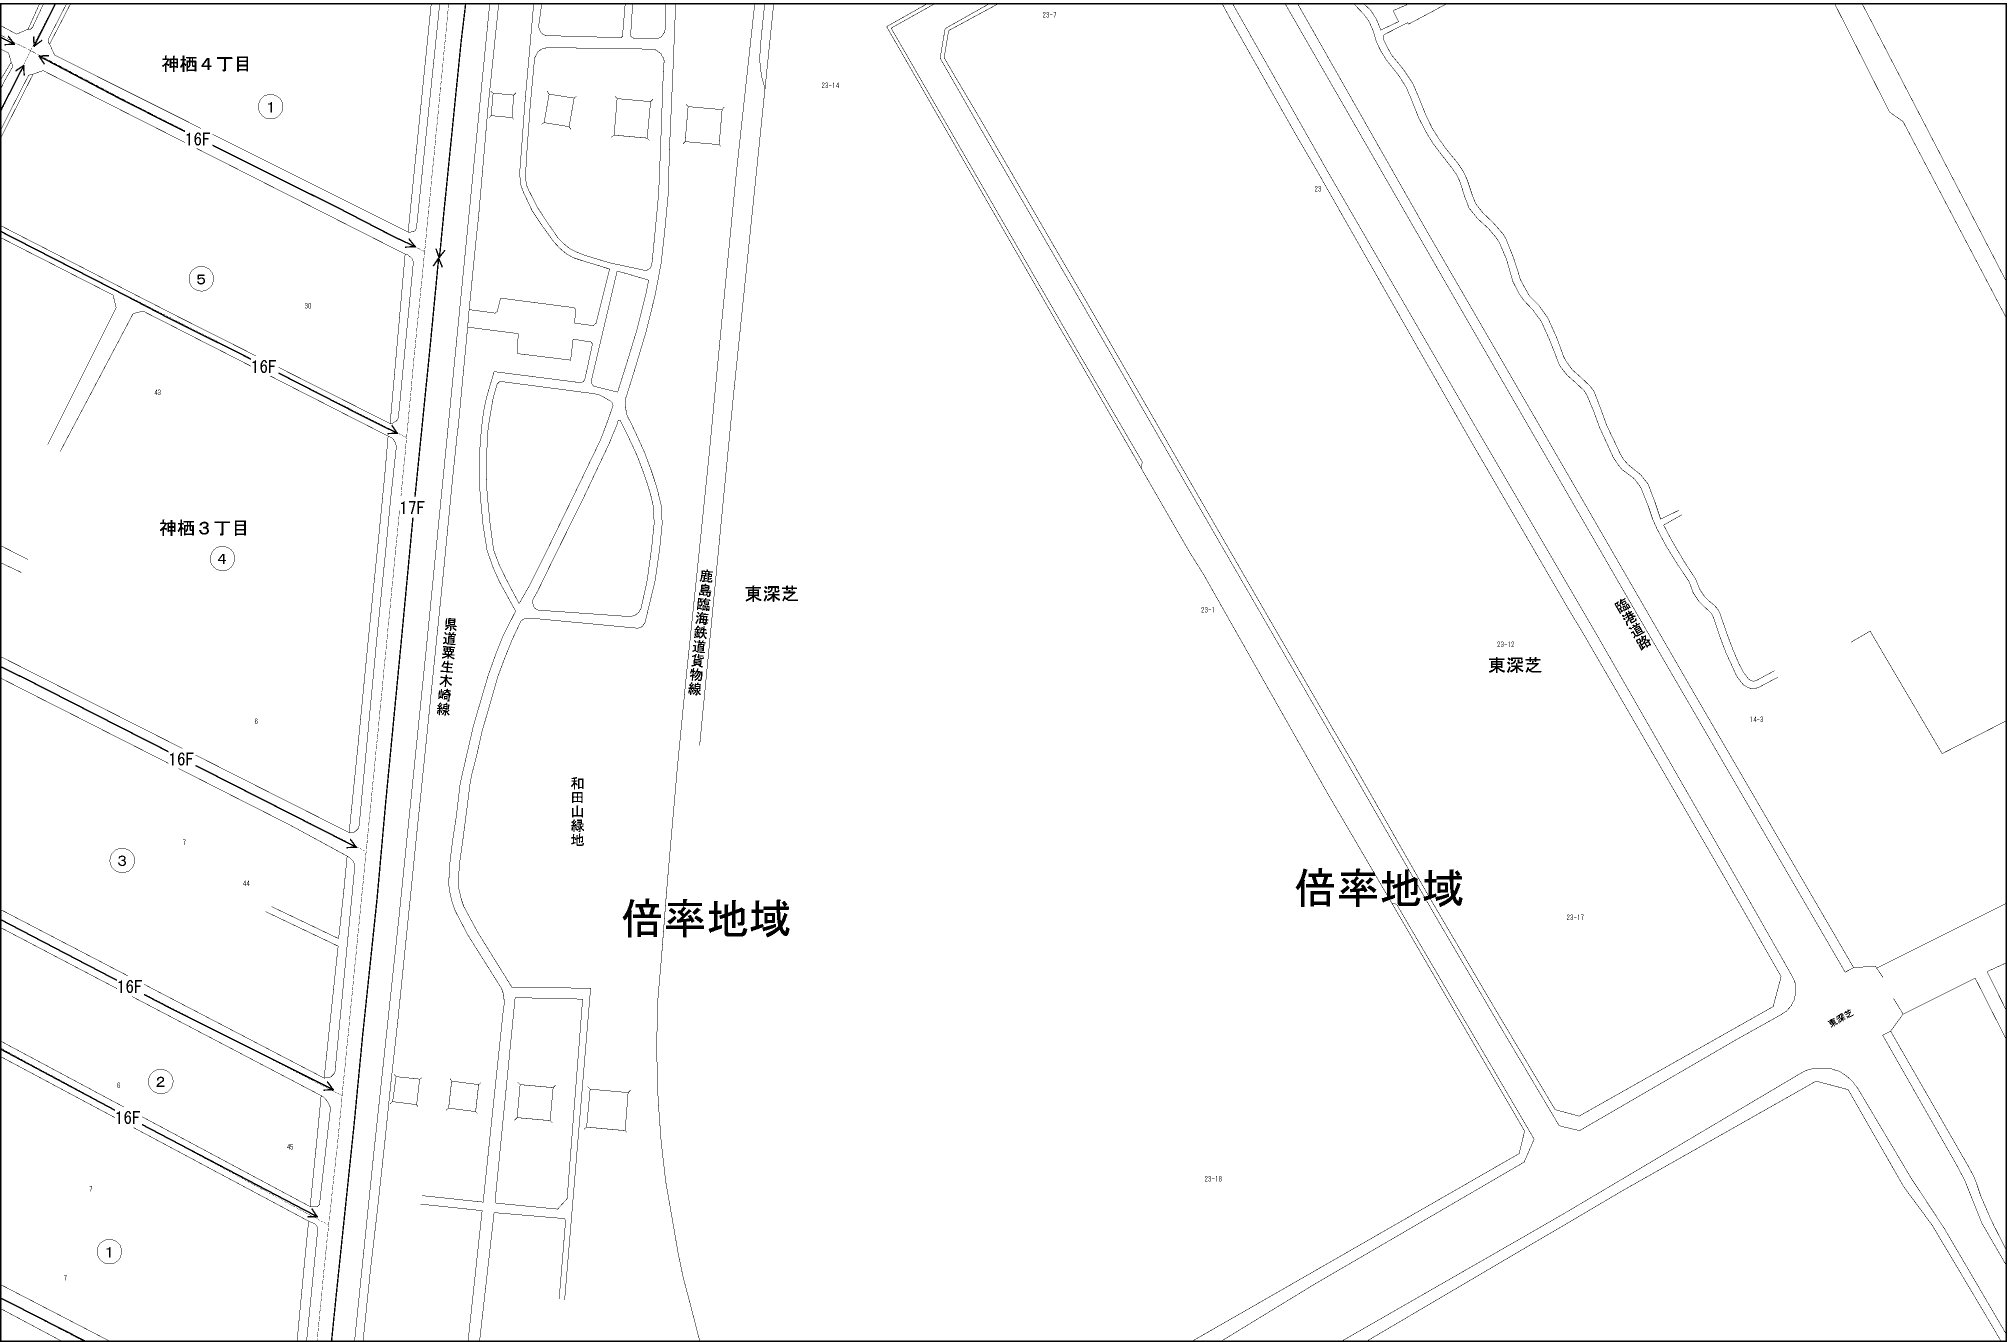 23-7
神栖４丁目
23-14
1
16F
23
5
30
16F
43
17F
神栖３丁目
4
鹿島臨海鉄道貨物線
東深芝
23-1
臨港道路
県道粟生木崎線
23-12
東深芝
6
14-3
16F
和田山緑地
7
3
44
倍率地域
倍率地域
23-17
16F
東深芝
6
2
16F
45
7
23-18
1
7